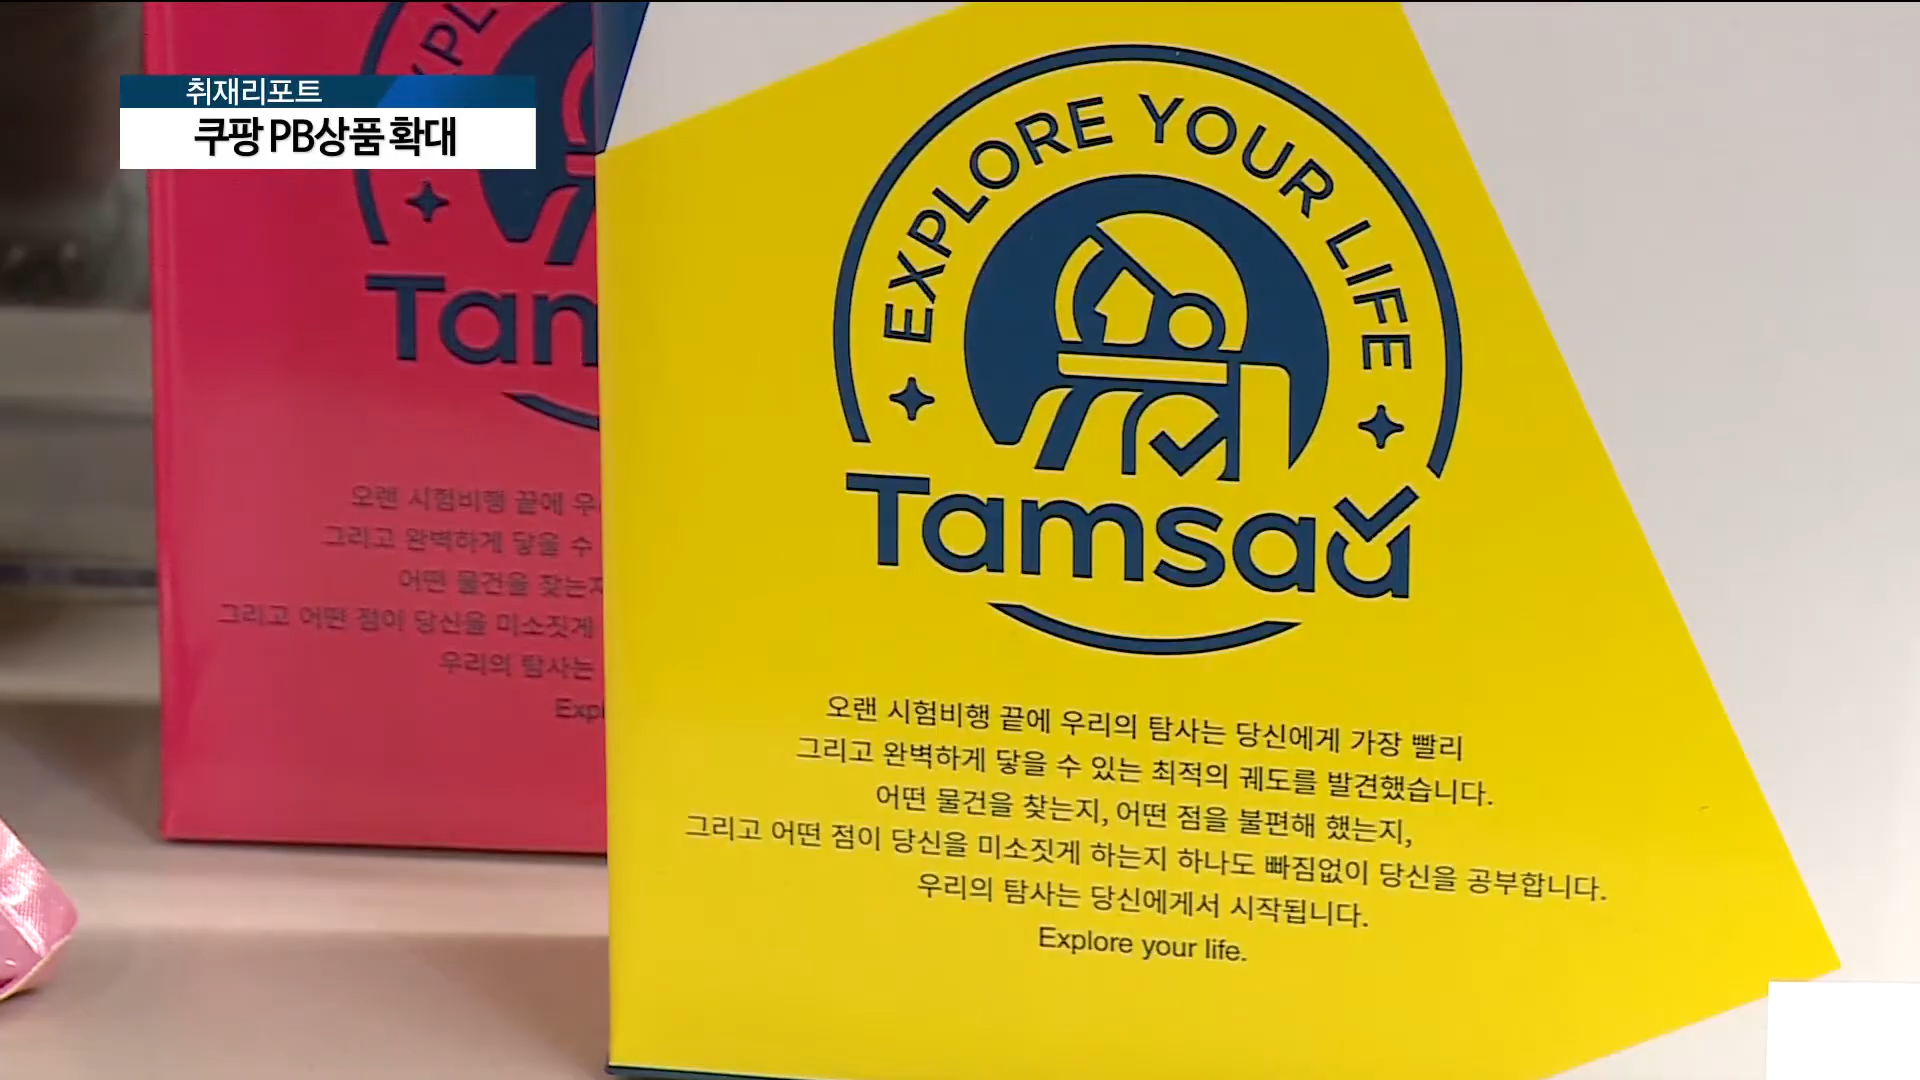 취재리포트
쿠팡 PB상품 확대
EXPL
Tam
오랜 시험비행 끝에
그리고 완벽하게 닿을 수
어떤 물건을 찾는지
그리고 어떤 점이 당신을 미소짓게
우리의 탐사는
Expl
EXPLORE YOUR LIFE
Tamsaa
오랜 시험비행 끝에 우리의 탐사는 당신에게 가장 빨리
그리고 완벽하게 닿을 수 있는 최적의 궤도를 발견했습니다.
어떤 물건을 찾는지, 어떤 점을 불편해 했는지,
그리고 어떤 점이 당신을 미소짓게 하는지 하나도 빠짐없이 당신을 공부합니다.
우리의 탐사는 당신에게서 시작됩니다.
Explore your life.